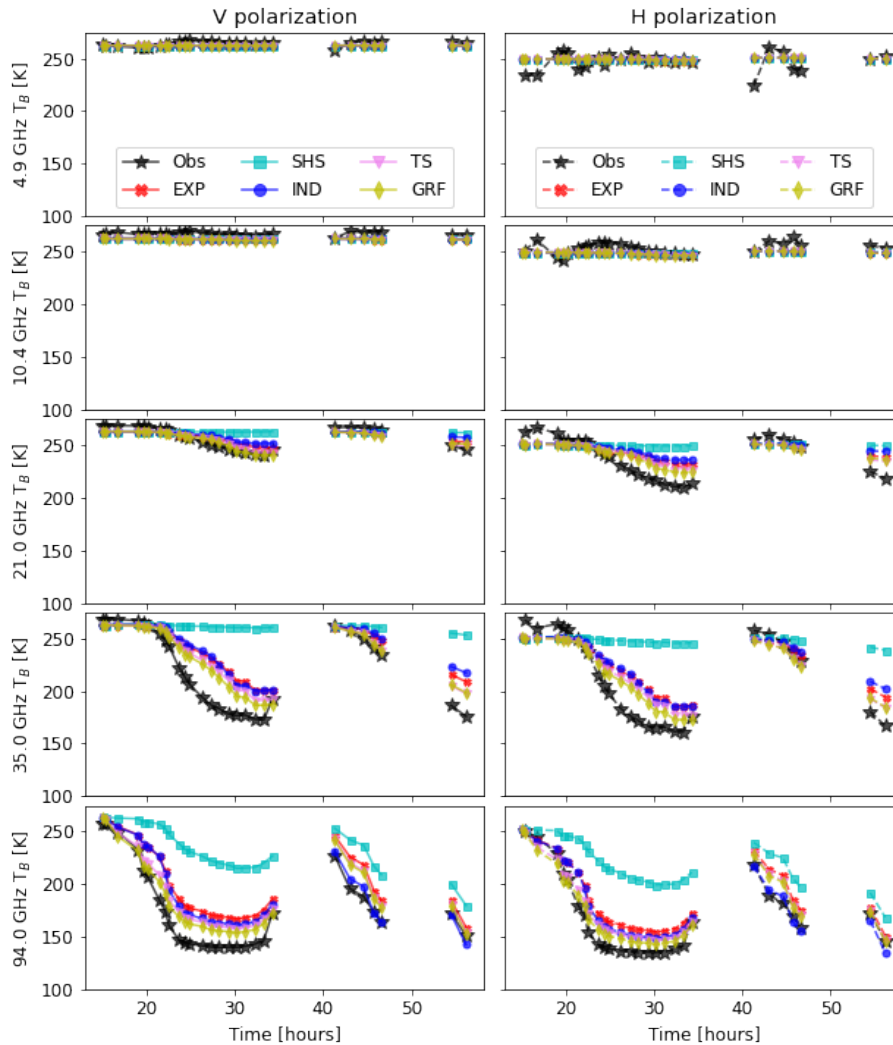 V polarization H polarization
4.9 GHz T_B [K]
250
200
150
100
Obs SHS TS
EXP IND GRF
Obs SHS TS
EXP IND GRF
10.4 GHz T_B [K]
250
200
150
100
21.0 GHz T_B [K]
250
200
150
100
35.0 GHz T_B [K]
250
200
150
100
94.0 GHz T_B [K]
250
200
150
100
20 30 40 50 20 30 40 50
Time [hours] Time [hours]